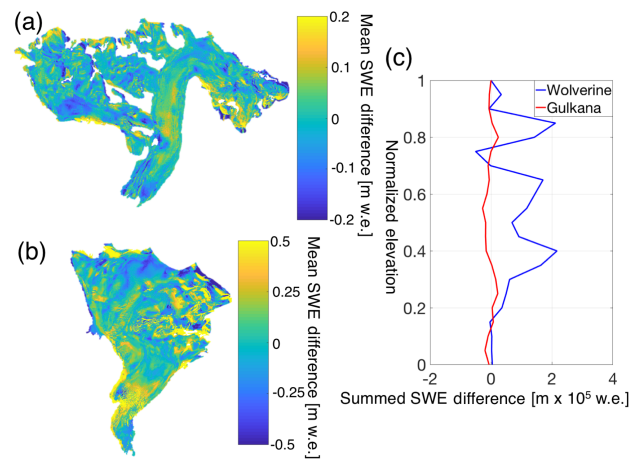 (a)
0.2
0.1
0
-0.1
-0.2
Mean SWE difference [m w.e.]
(b)
0.5
0.25
0
-0.25
-0.5
Mean SWE difference [m w.e.]
(c)
Wolverine
Gulkana
1
0.8
0.6
0.4
0.2
0
Normalized elevation
-2
0
2
4
Summed SWE difference [m x 10⁵ w.e.]